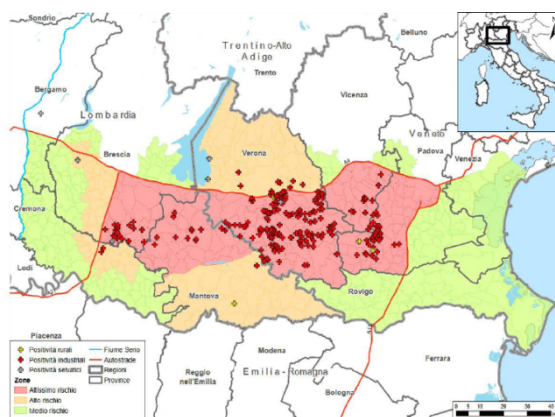 Sondrio
Belluno
Trentino-Alto
Adige
Trento
Bergamo
Lombardia
Vicenza
Veneto
Padova
Venezia
Brescia
Verona
Cremona
Lodi
Mantova
Rovigo
Piacenza
Modena
Reggio
nell'Emilia
Emilia-Romagna
Ferrara
Bologna
Positività rurali
Positività industriali
Positività selvatici
Fiume Serio
Autostrade
Regioni
Province
Zone
Altissimo rischio
Alto rischio
Medio rischio
0 5 10 20 30 40